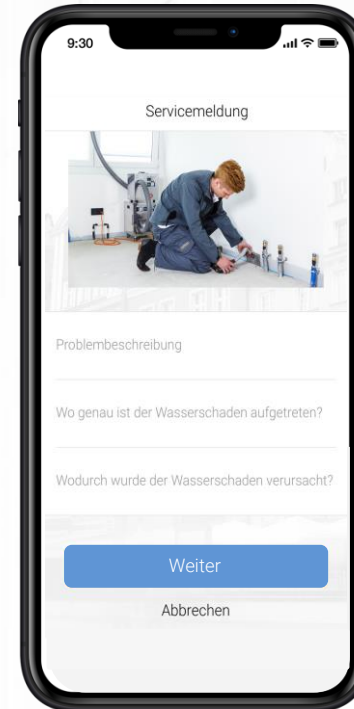 9:30
Servicemeldung
Problembeschreibung
Wo genau ist der Wasserschaden aufgetreten?
Wodurch wurde der Wasserschaden verursacht?
Weiter
Abbrechen